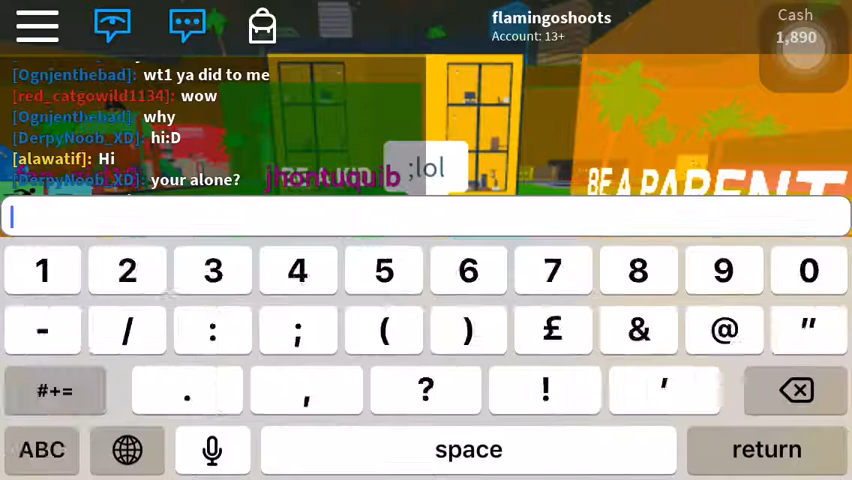 flamingoshoots
Account: 13+
Cash
1,890
[Ognjenthebad]: wt1 ya did to me
[red_catgowild1134]: wow
[Ognjenthebad]: why
[DerpyNoob_XD]: hi:D
[alawatif]: Hi
[DerpyNoob_XD]: your alone?
jhontuquib
;lol
BE A PARENT
1 2 3 4 5 6 7 8 9 0
- / : ; ( ) £ & @ "
#+= . , ? ! '
ABC space return